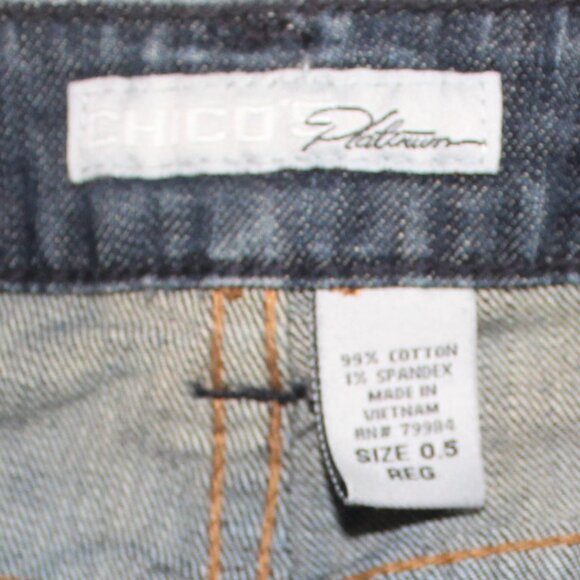 CHICO'S Platinum
99% COTTON
1% SPANDEX
MADE IN
VIETNAM
RN# 79984
SIZE 0.5
REG